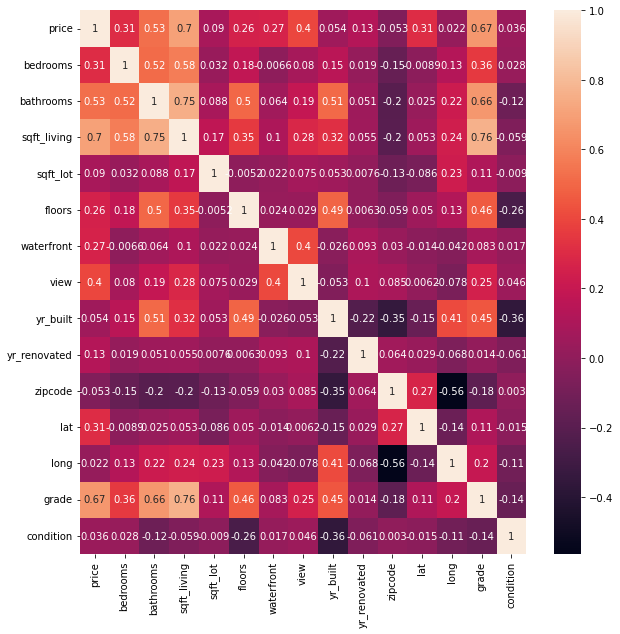 price 1 0.31 0.53 0.7 0.09 0.26 0.27 0.4 0.054 0.13 -0.053 0.31 0.022 0.67 0.036
bedrooms 0.31 1 0.52 0.58 0.032 0.18 -0.0066 0.08 0.15 0.019 -0.15 -0.0089 0.13 0.36 0.028
bathrooms 0.53 0.52 1 0.75 0.088 0.5 0.064 0.19 0.51 0.051 -0.2 0.025 0.22 0.66 -0.12
sqft_living 0.7 0.58 0.75 1 0.17 0.35 0.1 0.28 0.32 0.055 -0.2 0.053 0.24 0.76 -0.059
sqft_lot 0.09 0.032 0.088 0.17 1 -0.0052 0.022 0.075 0.053 0.0076 -0.13 -0.086 0.23 0.11 -0.009
floors 0.26 0.18 0.5 0.35 -0.0052 1 0.024 0.029 0.49 0.0063 -0.059 0.05 0.13 0.46 -0.26
waterfront 0.27 -0.0066 0.064 0.1 0.022 0.024 1 0.4 -0.026 0.093 0.03 -0.014 -0.042 0.083 0.017
view 0.4 0.08 0.19 0.28 0.075 0.029 0.4 1 -0.053 0.1 0.085 0.0062 -0.078 0.25 0.046
yr_built 0.054 0.15 0.51 0.32 0.053 0.49 -0.026 -0.053 1 -0.22 -0.35 -0.15 0.41 0.45 -0.36
yr_renovated 0.13 0.019 0.051 0.055 0.0076 0.0063 0.093 0.1 -0.22 1 0.064 0.029 -0.068 0.014 -0.061
zipcode -0.053 -0.15 -0.2 -0.2 -0.13 -0.059 0.03 0.085 -0.35 0.064 1 0.27 -0.56 -0.18 0.003
lat 0.31 -0.0089 0.025 0.053 -0.086 0.05 -0.014 0.0062 -0.15 0.029 0.27 1 -0.14 0.11 -0.015
long 0.022 0.13 0.22 0.24 0.23 0.13 -0.042 -0.078 0.41 -0.068 -0.56 -0.14 1 0.2 -0.11
grade 0.67 0.36 0.66 0.76 0.11 0.46 0.083 0.25 0.45 0.014 -0.18 0.11 0.2 1 -0.14
condition 0.036 0.028 -0.12 -0.059 -0.009 -0.26 0.017 0.046 -0.36 -0.061 0.003 -0.015 -0.11 -0.14 1
price bedrooms bathrooms sqft_living sqft_lot floors waterfront view yr_built yr_renovated zipcode lat long grade condition
1.0
0.8
0.6
0.4
0.2
0.0
−0.2
−0.4